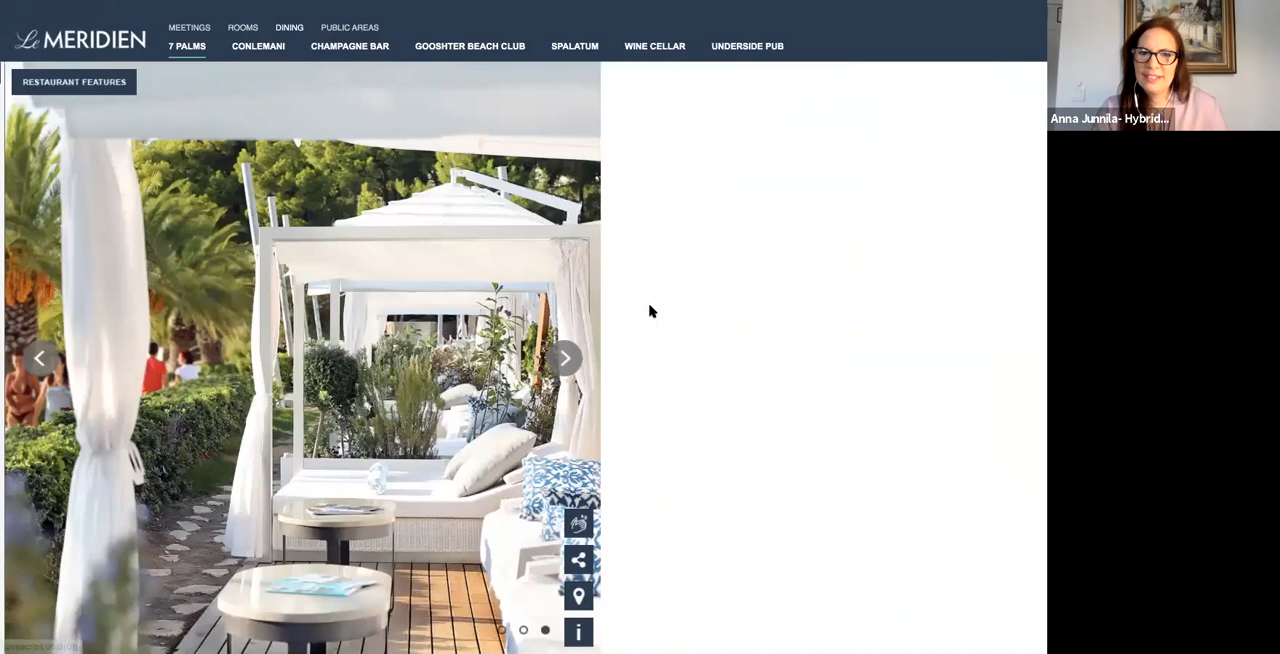 MEETINGS ROOMS DINING PUBLIC AREAS
Le MERIDIEN
7 PALMS CONLEMANI CHAMPAGNE BAR GOOSHTER BEACH CLUB SPALATUM WINE CELLAR UNDERSIDE PUB
RESTAURANT FEATURES
Anna Junnila- Hybrid...
i